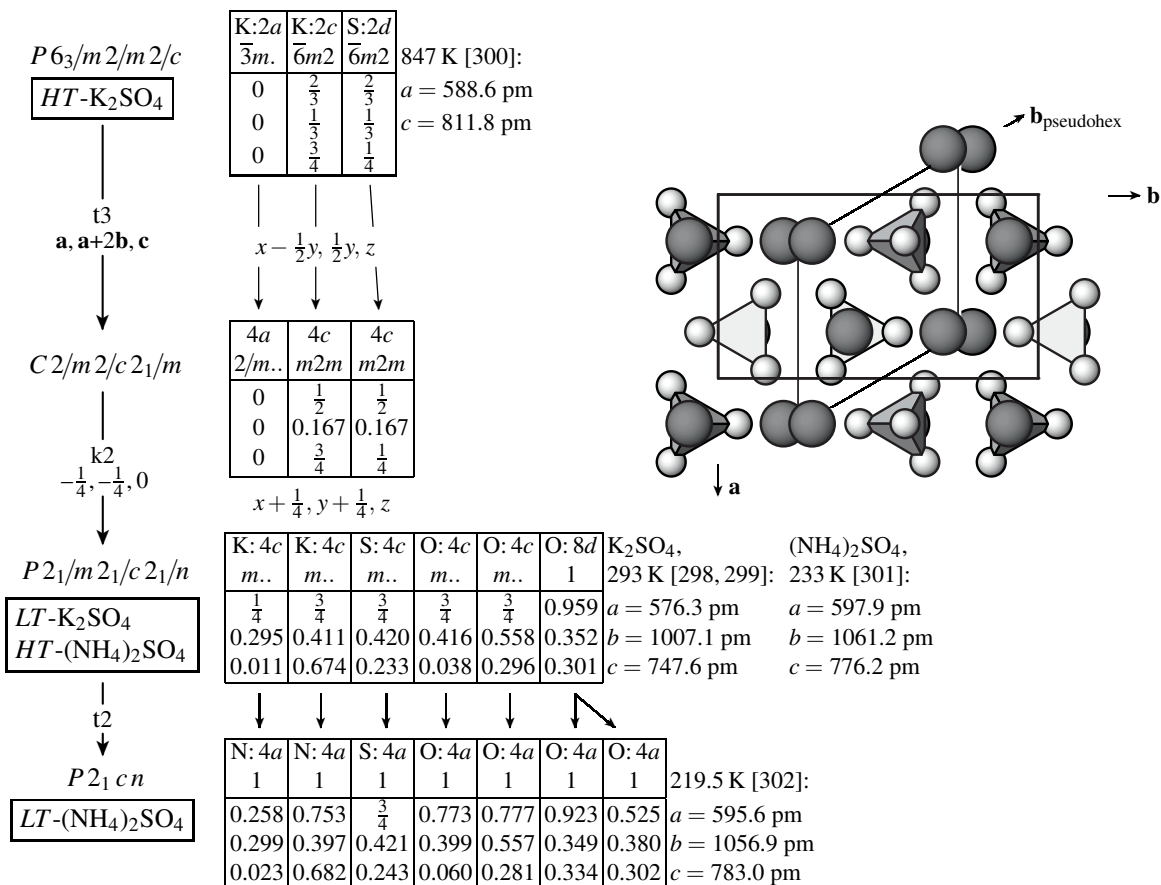 K:2a K:2c S:2d
P 6₃/m 2/m 2/c 3̅m. 6̅m2 6̅m2 847 K [300]:
HT-K₂SO₄ 0 2/3 2/3 a = 588.6 pm
0 1/3 1/3 c = 811.8 pm
0 3/4 1/4
b_pseudohex
b
t3
a, a+2b, c x − 1/2y, 1/2y, z
4a 4c 4c
C 2/m 2/c 2₁/m 2/m.. m2m m2m
0 1/2 1/2
0 0.167 0.167
0 3/4 1/4
k2
−1/4, −1/4, 0 x + 1/4, y + 1/4, z
a
K: 4c K: 4c S: 4c O: 4c O: 4c O: 8d K₂SO₄, (NH₄)₂SO₄,
P 2₁/m 2₁/c 2₁/n m.. m.. m.. m.. m.. 1 293 K [298, 299]: 233 K [301]:
LT-K₂SO₄ 1/4 3/4 3/4 3/4 3/4 0.959 a = 576.3 pm a = 597.9 pm
HT-(NH₄)₂SO₄ 0.295 0.411 0.420 0.416 0.558 0.352 b = 1007.1 pm b = 1061.2 pm
0.011 0.674 0.233 0.038 0.296 0.301 c = 747.6 pm c = 776.2 pm
t2
N: 4a N: 4a S: 4a O: 4a O: 4a O: 4a O: 4a
P 2₁ c n 1 1 1 1 1 1 1 219.5 K [302]:
LT-(NH₄)₂SO₄ 0.258 0.753 3/4 0.773 0.777 0.923 0.525 a = 595.6 pm
0.299 0.397 0.421 0.399 0.557 0.349 0.380 b = 1056.9 pm
0.023 0.682 0.243 0.060 0.281 0.334 0.302 c = 783.0 pm